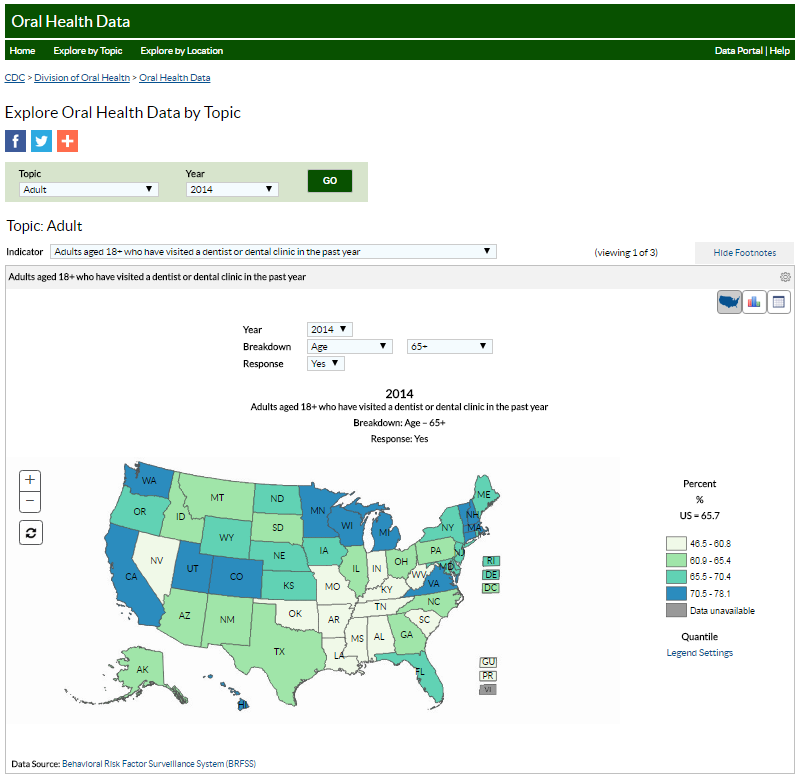 Oral Health Data
Home Explore by Topic Explore by Location Data Portal | Help
CDC > Division of Oral Health > Oral Health Data
Explore Oral Health Data by Topic
f
Topic Year
Adult 2014 GO
Topic: Adult
Indicator Adults aged 18+ who have visited a dentist or dental clinic in the past year (viewing 1 of 3) Hide Footnotes
Adults aged 18+ who have visited a dentist or dental clinic in the past year
Year 2014
Breakdown Age 65+
Response Yes
2014
Adults aged 18+ who have visited a dentist or dental clinic in the past year
Breakdown: Age – 65+
Response: Yes
+
−
WA
MT
ND
MN
ME
OR
ID
SD
WI
MI
NY
NH
MA
WY
IA
NE
PA
NJ
NV
UT
CO
KS
IL
IN
OH
MD
RI
CA
MO
WV
KY
VA
DE
DC
AZ
NM
OK
AR
TN
NC
SC
TX
MS
AL
GA
LA
FL
AK
HI
GU
PR
VI
Percent
%
US = 65.7
46.5 - 60.8
60.9 - 65.4
65.5 - 70.4
70.5 - 78.1
Data unavailable
Quantile
Legend Settings
Data Source: Behavioral Risk Factor Surveillance System (BRFSS)